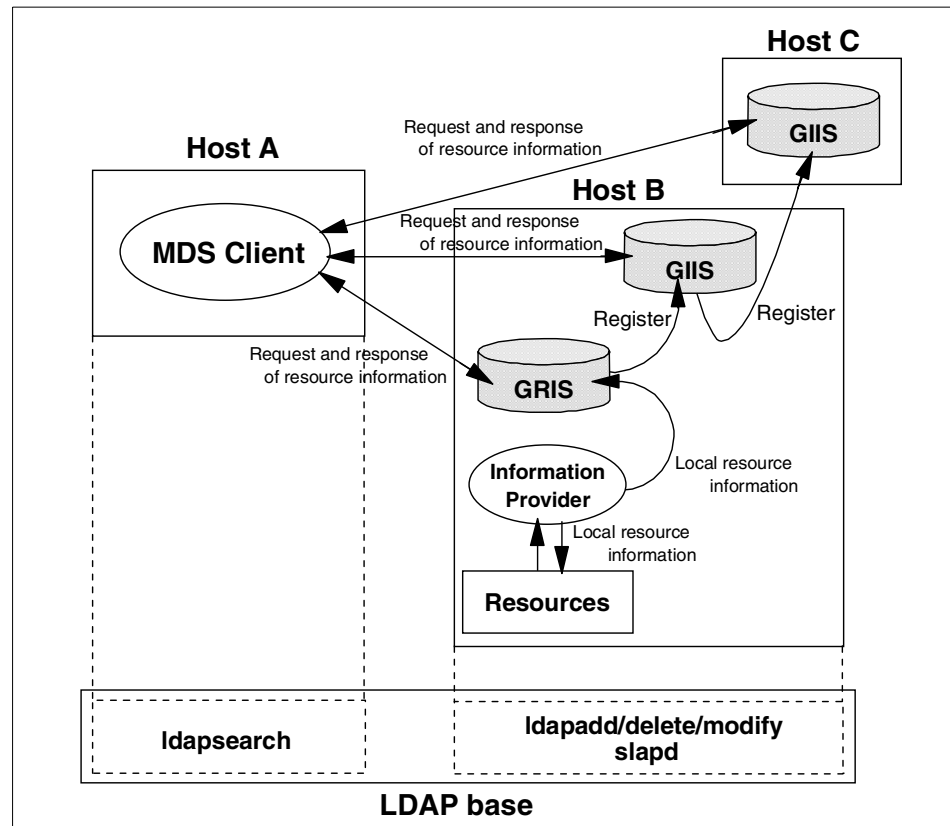 Host C
GIIS
Request and response
of resource information
Host A
MDS Client
Host B
Request and response
of resource information
GIIS
Register
Register
Request and response
of resource information
GRIS
Information
Provider
Local resource
information
Local resource
information
Resources
ldapsearch
ldapadd/delete/modify
slapd
LDAP base